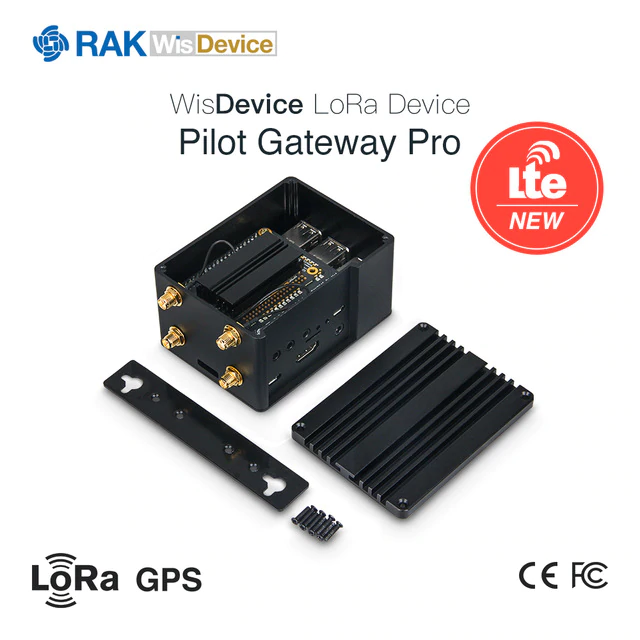 RAK WisDevice
WisDevice LoRa Device
Pilot Gateway Pro
Lte
NEW
LoRa GPS
CE FC